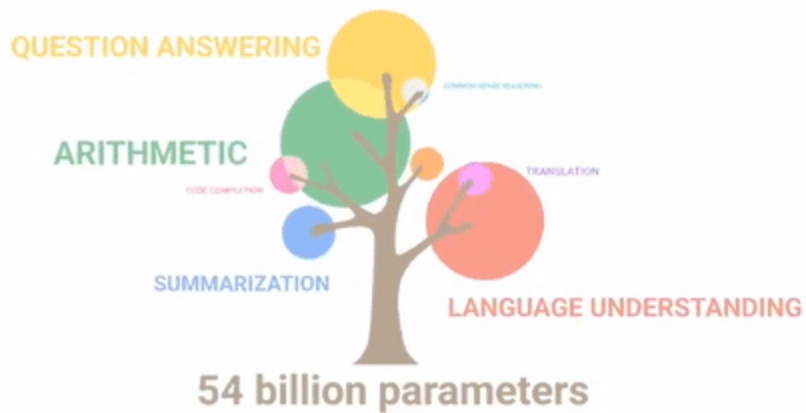 QUESTION ANSWERING
COMMON-SENSE REASONING
ARITHMETIC
CODE COMPLETION
TRANSLATION
SUMMARIZATION
LANGUAGE UNDERSTANDING
54 billion parameters